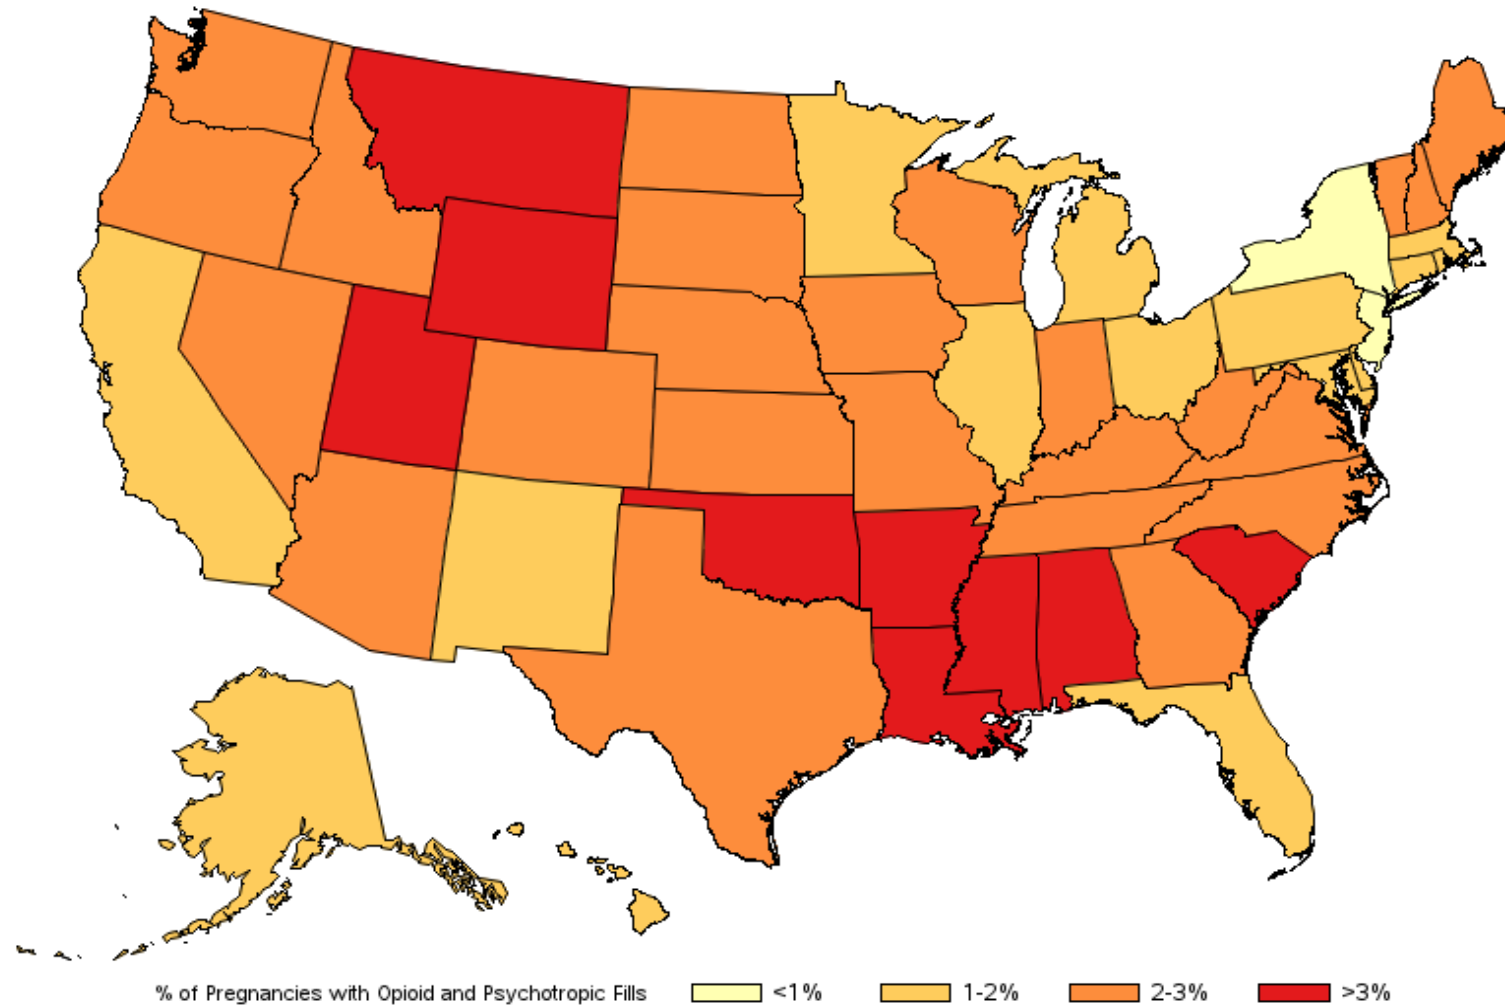 % of Pregnancies with Opioid and Psychotropic Fills <1% 1-2% 2-3% >3%